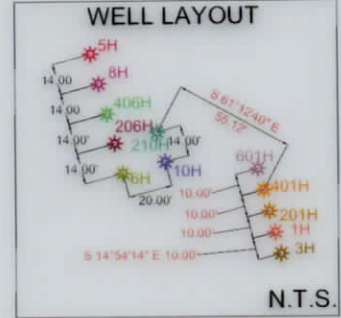 WELL LAYOUT
5H
14.00'
8H
14.00'
406H
S 61°12'40" E
55.12'
14.00'
206H
210H
14.00'
14.00'
6H
10H
601H
20.00'
10.00'
401H
10.00'
201H
10.00'
1H
S 14°54'14" E 10.00'
3H
N.T.S.